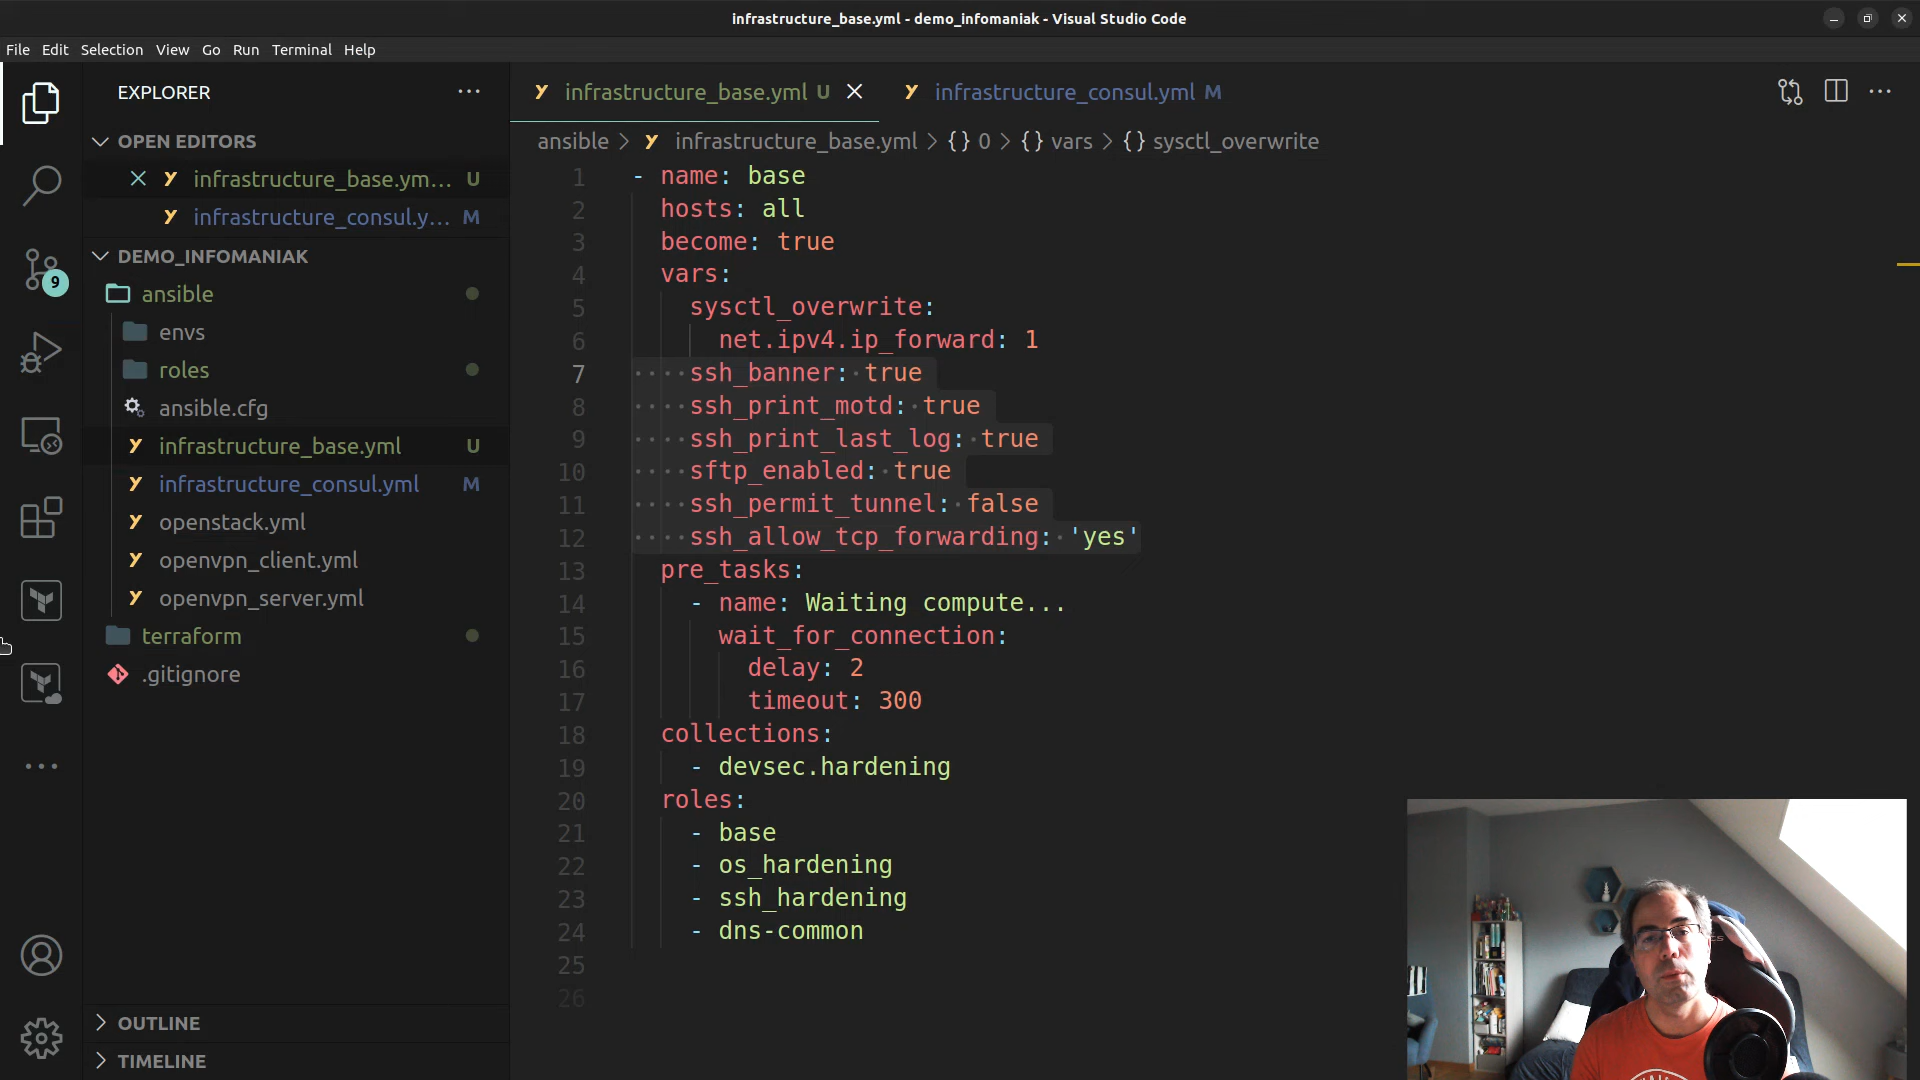 infrastructure_base.yml - demo_infomaniak - Visual Studio Code
File Edit Selection View Go Run Terminal Help
EXPLORER
OPEN EDITORS
infrastructure_base.ym... U
infrastructure_consul.y... M
DEMO_INFOMANIAK
ansible
envs
roles
ansible.cfg
infrastructure_base.yml U
infrastructure_consul.yml M
openstack.yml
openvpn_client.yml
openvpn_server.yml
terraform
.gitignore
OUTLINE
TIMELINE
9
infrastructure_base.yml U
infrastructure_consul.yml M
ansible > infrastructure_base.yml > {} 0 > {} vars > {} sysctl_overwrite
1 - name: base
2 hosts: all
3 become: true
4 vars:
5 sysctl_overwrite:
6 net.ipv4.ip_forward: 1
7 ssh_banner: true
8 ssh_print_motd: true
9 ssh_print_last_log: true
10 sftp_enabled: true
11 ssh_permit_tunnel: false
12 ssh_allow_tcp_forwarding: 'yes'
13 pre_tasks:
14 - name: Waiting compute...
15 wait_for_connection:
16 delay: 2
17 timeout: 300
18 collections:
19 - devsec.hardening
20 roles:
21 - base
22 - os_hardening
23 - ssh_hardening
24 - dns-common
25
26